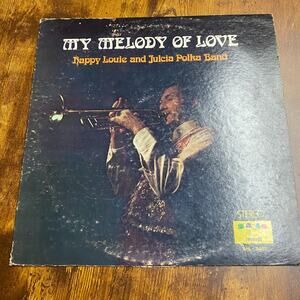 MY MELODY OF LOVE
Happy Louie and Julcia Polka Band
STEREO